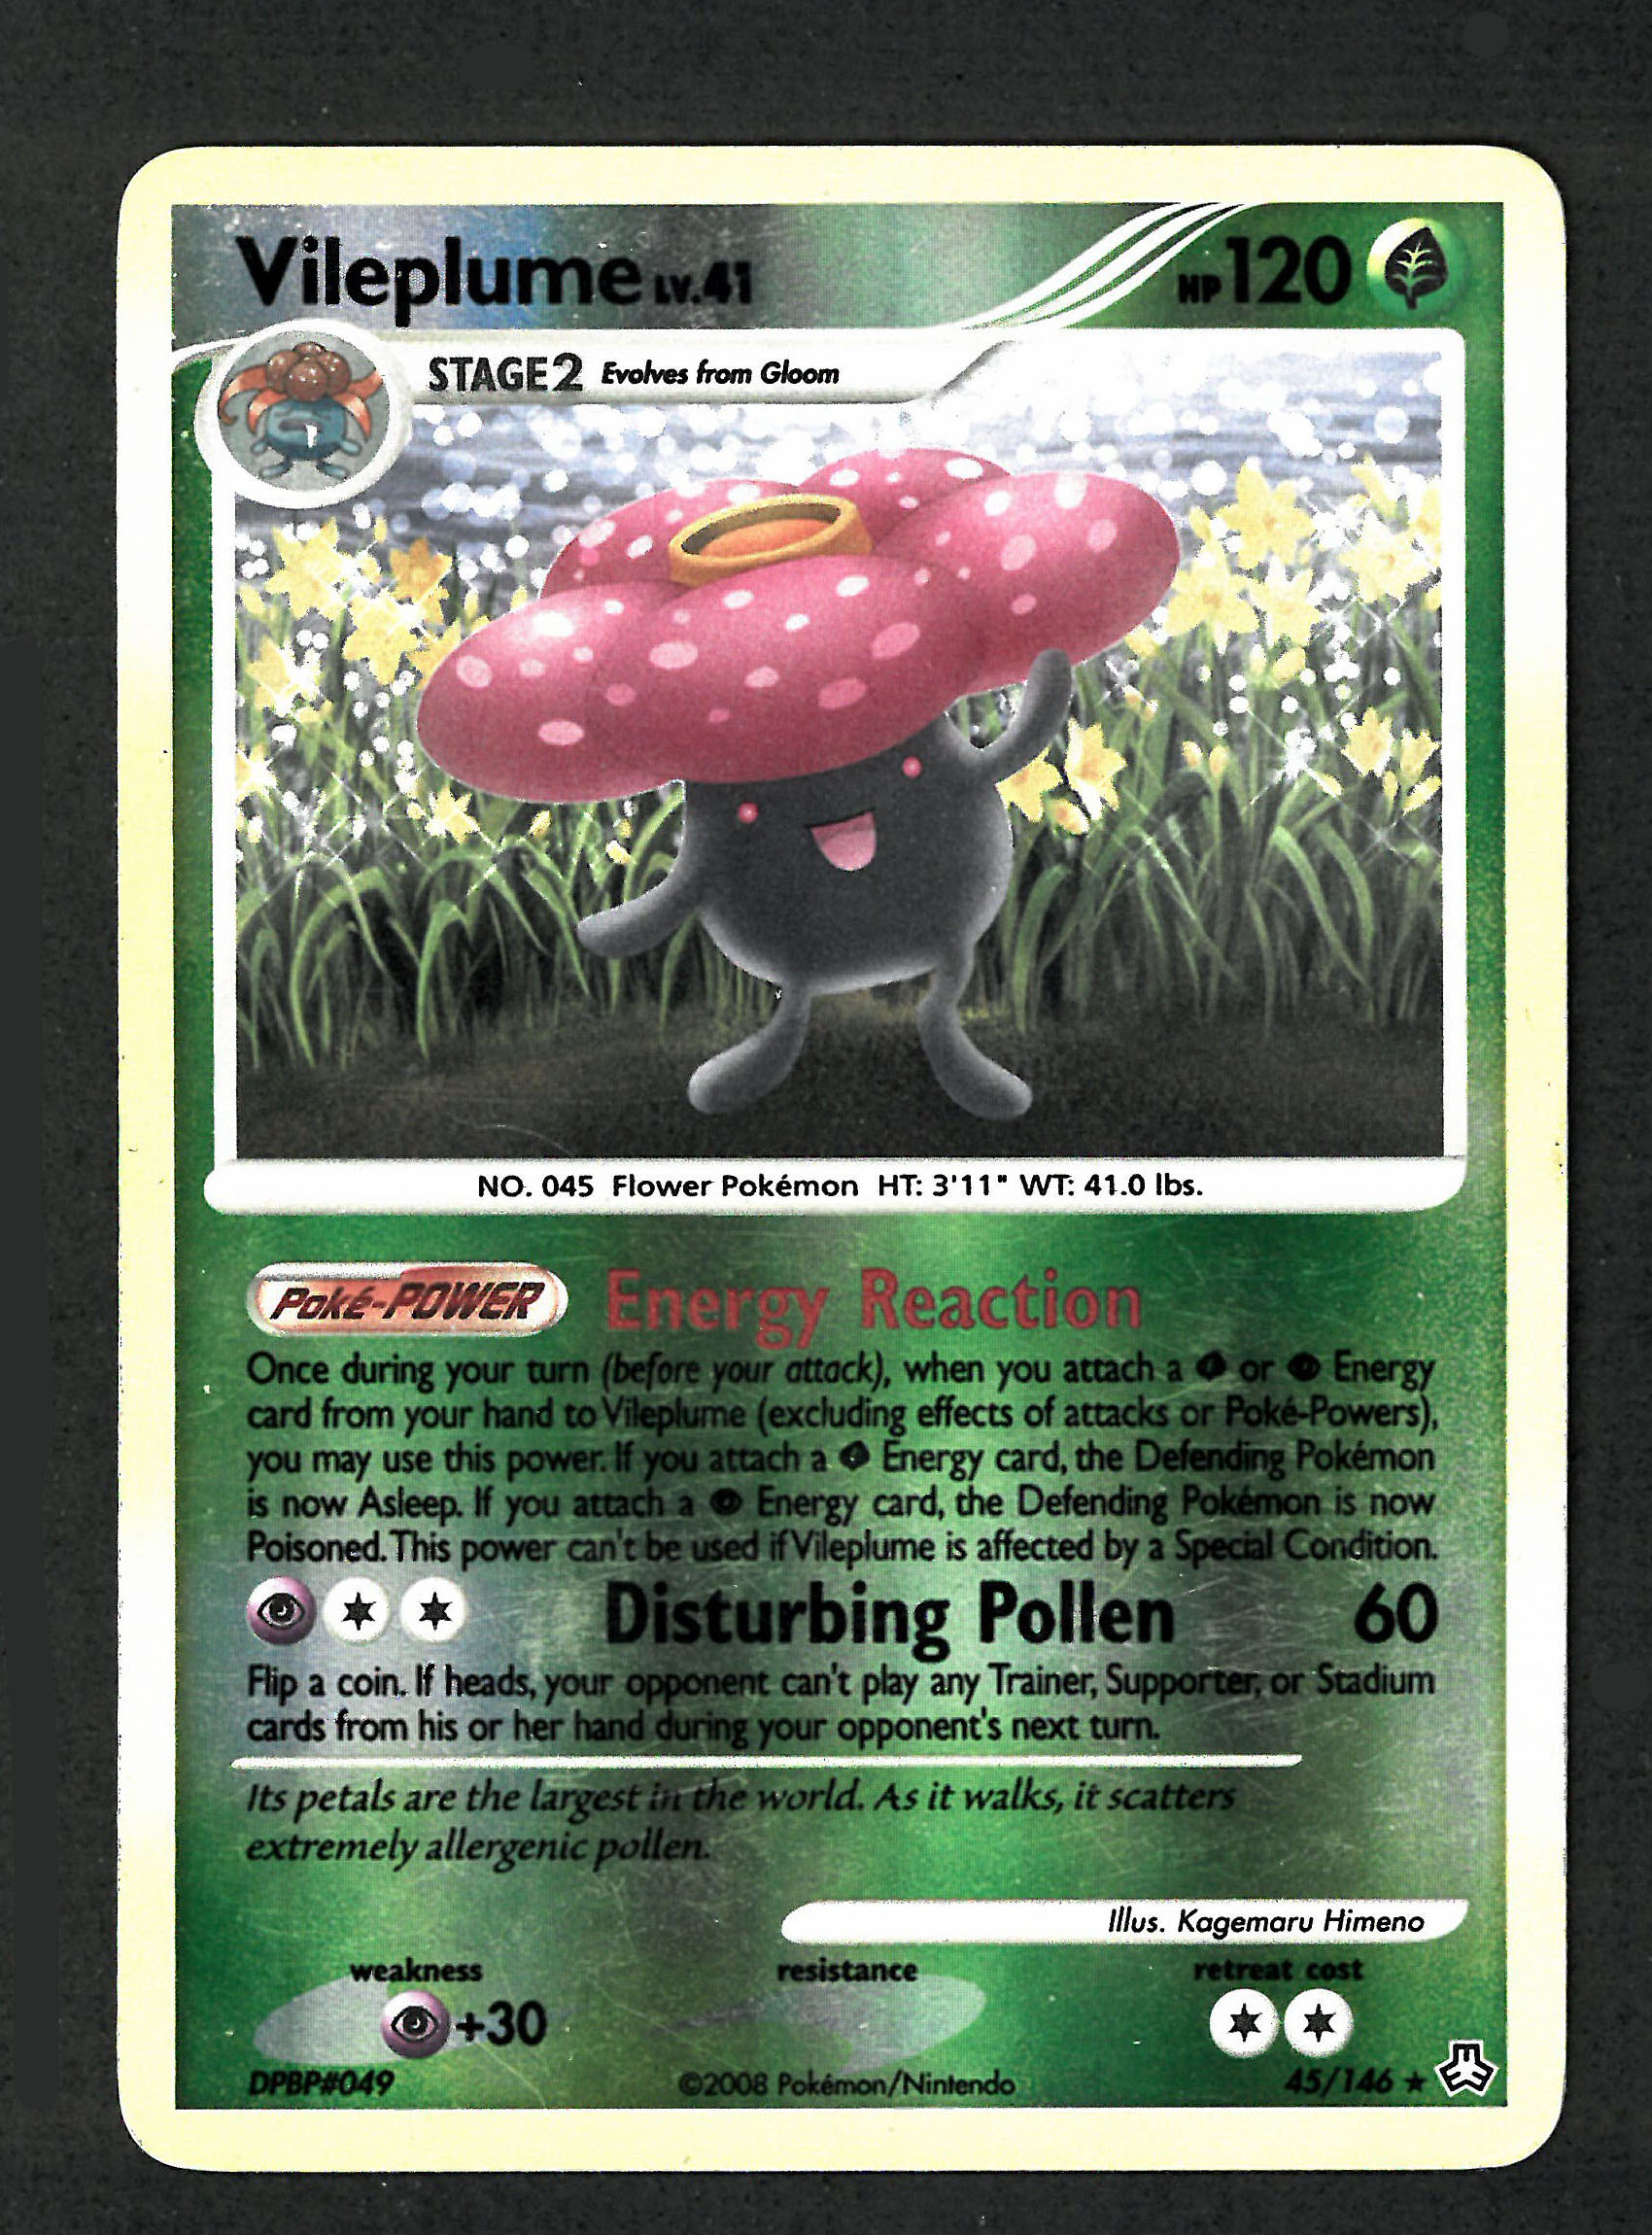 Vileplume LV.41 HP 120
STAGE2 Evolves from Gloom
NO. 045 Flower Pokémon HT: 3'11" WT: 41.0 lbs.
Poké-POWER Energy Reaction
Once during your turn (before your attack), when you attach a or Energy
card from your hand to Vileplume (excluding effects of attacks or Poké-Powers),
you may use this power. If you attach a Energy card, the Defending Pokémon
is now Asleep. If you attach a Energy card, the Defending Pokémon is now
Poisoned. This power can't be used if Vileplume is affected by a Special Condition.
Disturbing Pollen 60
Flip a coin. If heads, your opponent can't play any Trainer, Supporter, or Stadium
cards from his or her hand during your opponent's next turn.
Its petals are the largest in the world. As it walks, it scatters
extremely allergenic pollen.
Illus. Kagemaru Himeno
weakness resistance retreat cost
+30
DPBP#049 ©2008 Pokémon/Nintendo 45/146 ★